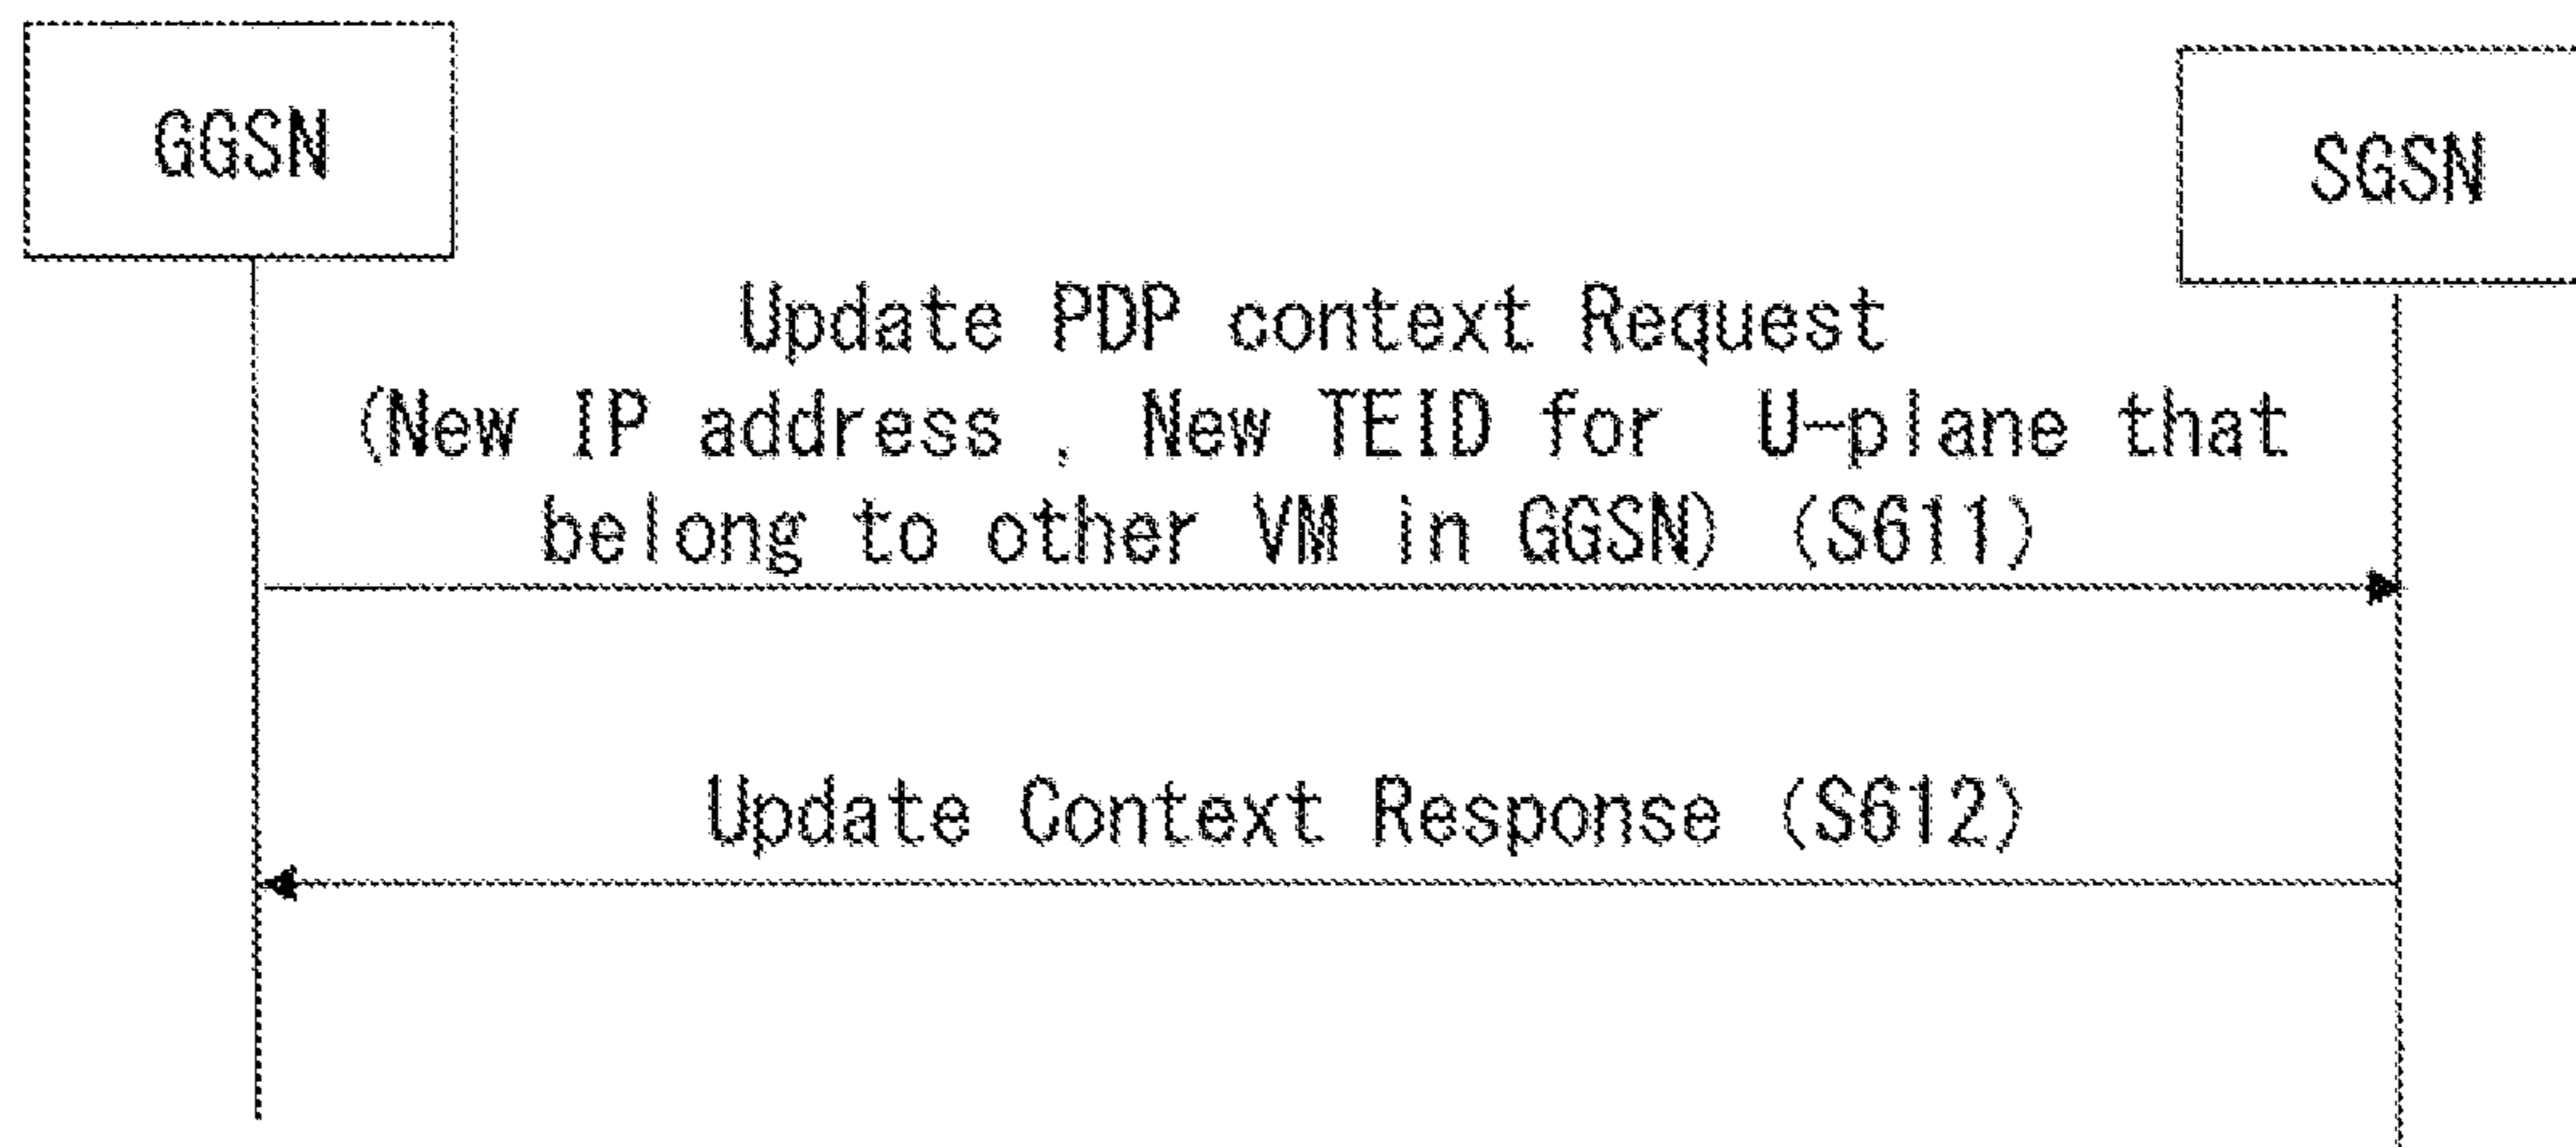 GGSN
SGSN
Update PDP context Request
(New IP address , New TEID for U-plane that
belong to other VM in GGSN) (S611)
Update Context Response (S612)